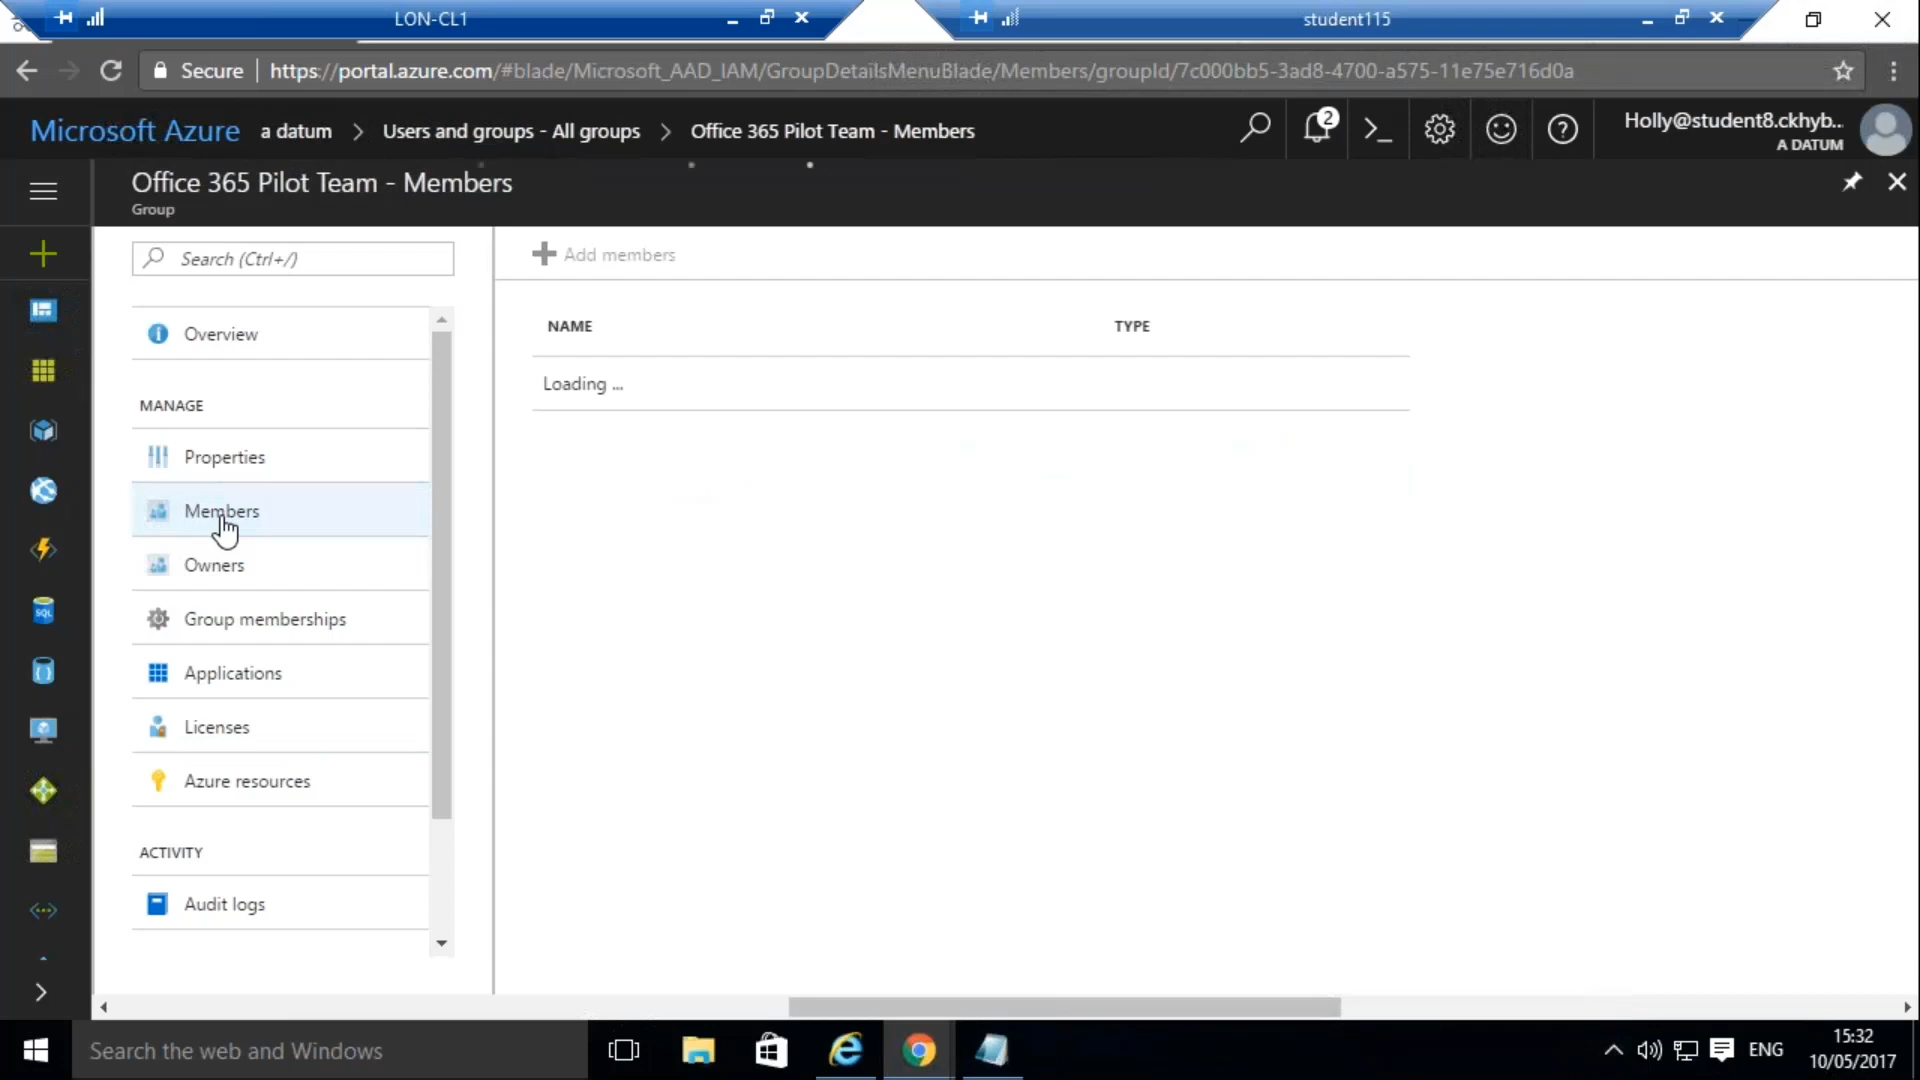 LON-CL1
student115
Secure
https://portal.azure.com/#blade/Microsoft_AAD_IAM/GroupDetailsMenuBlade/Members/groupId/7c000bb5-3ad8-4700-a575-11e75e716d0a
Microsoft Azure
a datum
Users and groups - All groups
Office 365 Pilot Team - Members
2
Holly@student8.ckhyb...
A DATUM
Office 365 Pilot Team - Members
Group
Search (Ctrl+/)
Overview
MANAGE
Properties
Members
Owners
Group memberships
Applications
Licenses
Azure resources
ACTIVITY
Audit logs
Add members
NAME
TYPE
Loading ...
SQL
Search the web and Windows
ENG
15:32
10/05/2017